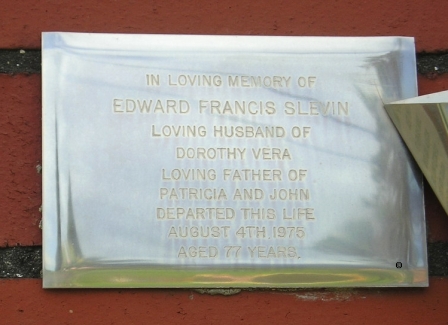 IN LOVING MEMORY OF
EDWARD FRANCIS SLEVIN
LOVING HUSBAND OF
DOROTHY VERA
LOVING FATHER OF
PATRICIA AND JOHN
DEPARTED THIS LIFE
AUGUST 4TH 1975
AGED 77 YEARS.